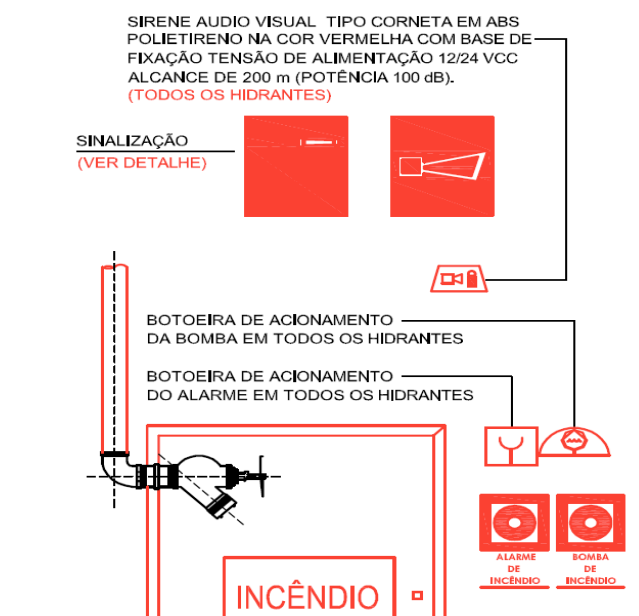 SIRENE AUDIO VISUAL TIPO CORNETA EM ABS
POLIETIRENO NA COR VERMELHA COM BASE DE
FIXAÇÃO TENSÃO DE ALIMENTAÇÃO 12/24 VCC
ALCANCE DE 200 m (POTÊNCIA 100 dB).
(TODOS OS HIDRANTES)
SINALIZAÇÃO
(VER DETALHE)
BOTOEIRA DE ACIONAMENTO
DA BOMBA EM TODOS OS HIDRANTES
BOTOEIRA DE ACIONAMENTO
DO ALARME EM TODOS OS HIDRANTES
ALARME
DE
INCÊNDIO
BOMBA
DE
INCÊNDIO
INCÊNDIO